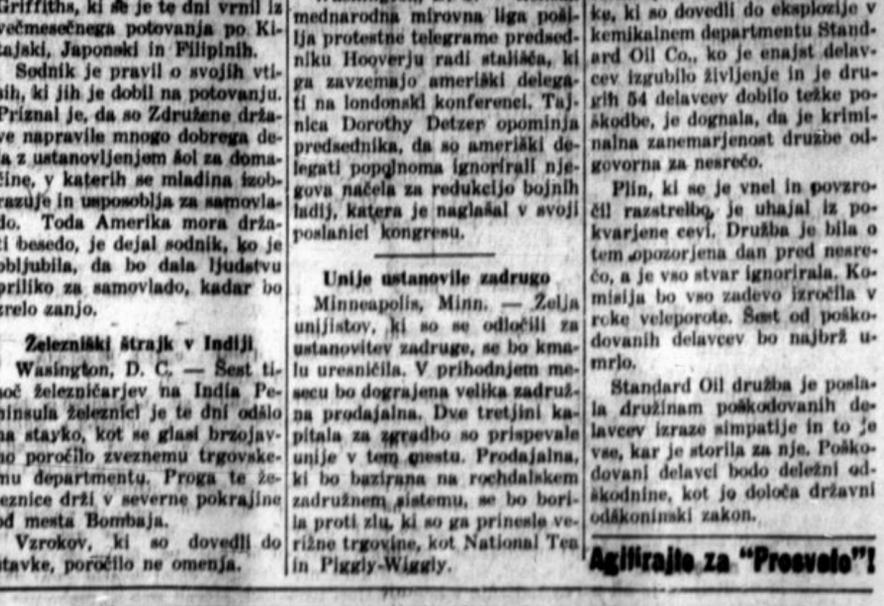 Griffiths, ki se je te dni vrnil iz
večmesečnega potovanja po Ki-
tajski, Japonski in Filipinih.
Sodnik je pravil o svojih vti-
sih, ki jih je dobil na potovanju.
Priznal je, da so Združene drža-
ve napravile mnogo dobrega de-
la z ustanovljenjem šol za doma-
čine, v katerih se mladina izob-
razuje in usposoblja za samovla-
do. Toda Amerika mora drža-
ti besedo, je dejal sodnik, ko je
obljubila, da bo dala ljudstvu
priliko za samovlado, kadar bo
zrelo zanjo.
Železniški štrajk v Indiji
Wasington, D. C. — Šest ti-
soč železničarjev na India Pe-
ninsula železnici je te dni odšlo
na stavko, kot se glasi brzojav-
no poročilo zveznemu trgovske-
mu departmentu. Proga te že-
leznice drži v severne pokrajine
od mesta Bombaja.
Vzrokov, ki so dovedli do
stavke, poročilo ne omenja.
mednarodna mirovna liga poši-
lja protestne telegrame predsed-
niku Hooverju radi stališča, ki
ga zavzemajo ameriški delega-
ti na londonski konferenci. Taj-
nica Dorothy Detzer opominja
predsednika, da so ameriški de-
legati popolnoma ignorirali nje-
gova načela za redukcijo bojnih
ladij, katera je naglašal v svoji
poslanici kongresu.
Unije ustanovile zadrugo
Minneapolis, Minn. — Želja
unijistov, ki so se odločili za
ustanovitev zadruge, se bo kma-
lu uresničila. V prihodnjem me-
secu bo dograjena velika zadruž-
na prodajalna. Dve tretjini ka-
pitala za zgradbo so prispevale
unije v tem mestu. Prodajalna,
ki bo bazirana na rochdalskem
zadružnem sistemu, se bo bori-
la proti zlu, ki so ga prinesle ve-
rižne trgovine, kot National Tea
in Piggly-Wiggly.
ke, ki so dovedli do eksplozije v
kemikalnem departmentu Stand-
ard Oil Co., ko je enajst delav-
cev izgubilo življenje in je dru-
gih 54 delavcev dobilo težke po-
škodbe, je dognala, da je krimi-
nalna zanemarjenost družbe od-
govorna za nesrečo.
Plin, ki se je vnel in povzro-
čil razstrelbo, je uhajal iz po-
kvarjene cevi. Družba je bila o
tem opozorjena dan pred nesre-
čo, a je vso stvar ignorirala. Ko-
misija bo vso zadevo izročila v
roke veleporote. Šest od poško-
dovanih delavcev bo najbrž u-
mrlo.
Standard Oil družba je posla-
la družinam poškodovanih de-
lavcev izraze simpatije in to je
vse, kar je storila za nje. Poško-
dovani delavci bodo deležni od-
škodnine, kot jo določa državni
odškoninski zakon.
Agitirajte za "Prosveto"!